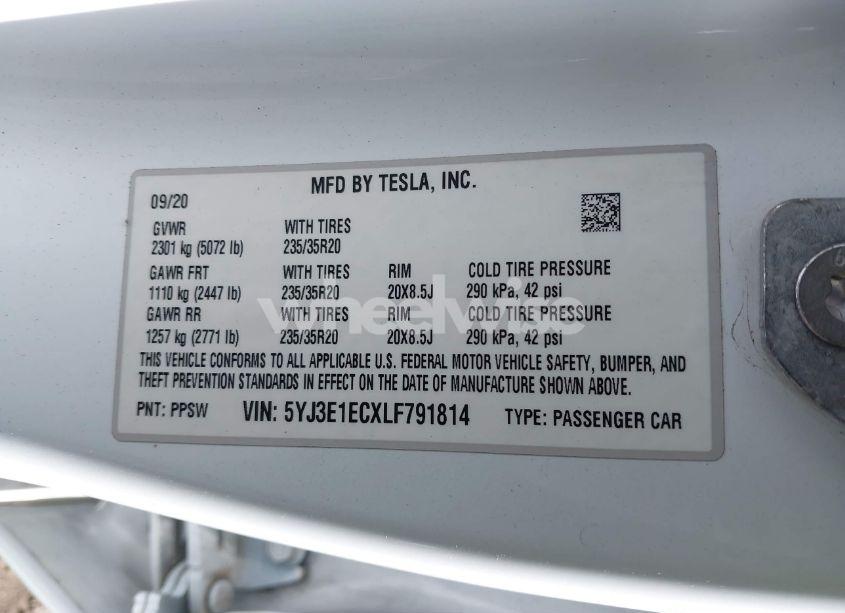 MFD BY TESLA, INC.
09/20
GVWR WITH TIRES
2301 kg (5072 lb) 235/35R20
GAWR FRT WITH TIRES RIM COLD TIRE PRESSURE
1110 kg (2447 lb) 235/35R20 20X8.5J 290 kPa, 42 psi
GAWR RR WITH TIRES RIM COLD TIRE PRESSURE
1257 kg (2771 lb) 235/35R20 20X8.5J 290 kPa, 42 psi
wheelwise
THIS VEHICLE CONFORMS TO ALL APPLICABLE U.S. FEDERAL MOTOR VEHICLE SAFETY, BUMPER, AND
THEFT PREVENTION STANDARDS IN EFFECT ON THE DATE OF MANUFACTURE SHOWN ABOVE.
PNT: PPSW VIN: 5YJ3E1ECXLF791814 TYPE: PASSENGER CAR